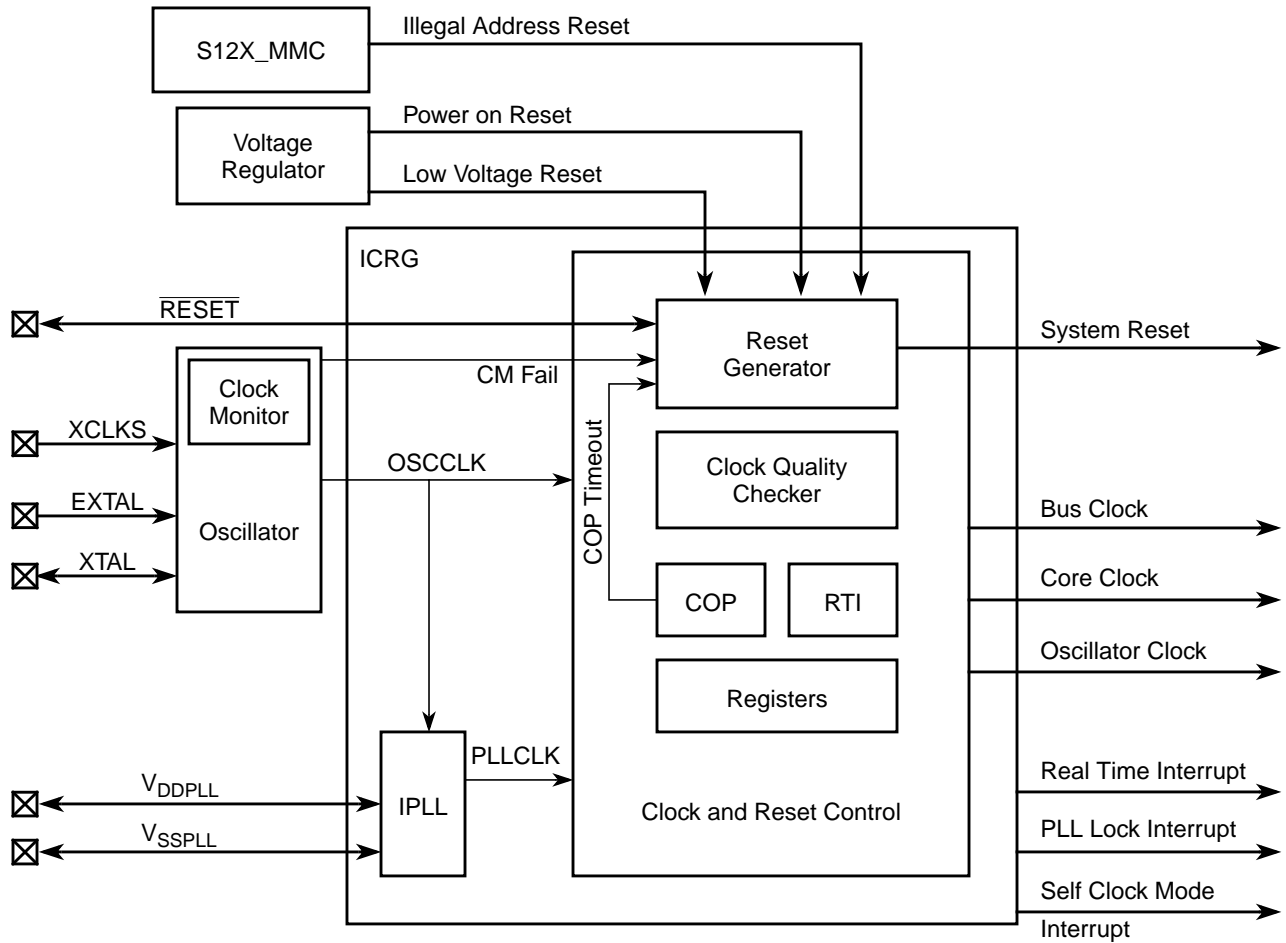 Illegal Address Reset
S12X_MMC
Power on Reset
Voltage
Regulator
Low Voltage Reset
ICRG
RESET
Reset
Generator
System Reset
CM Fail
Clock
Monitor
XCLKS
OSCCLK
COP Timeout
Clock Quality
Checker
EXTAL
Oscillator
Bus Clock
XTAL
COP
RTI
Core Clock
Oscillator Clock
Registers
PLLCLK
Real Time Interrupt
VDDPLL
IPLL
Clock and Reset Control
PLL Lock Interrupt
VSSPLL
Self Clock Mode
Interrupt